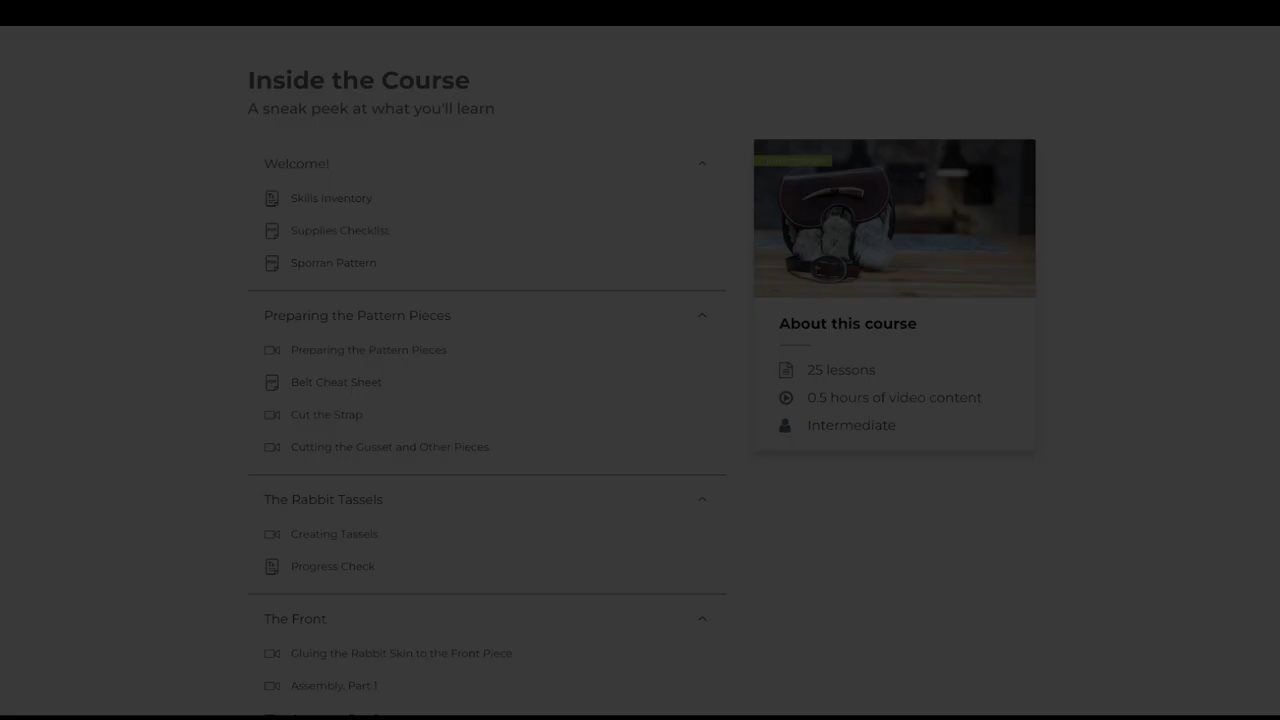 Inside the Course
A sneak peek at what you'll learn
Welcome!
Skills Inventory
Supplies Checklist
Sporran Pattern
Preparing the Pattern Pieces
Preparing the Pattern Pieces
Belt Cheat Sheet
Cut the Strap
Cutting the Gusset and Other Pieces
The Rabbit Tassels
Creating Tassels
Progress Check
The Front
Gluing the Rabbit Skin to the Front Piece
Assembly, Part 1
About this course
25 lessons
0.5 hours of video content
Intermediate